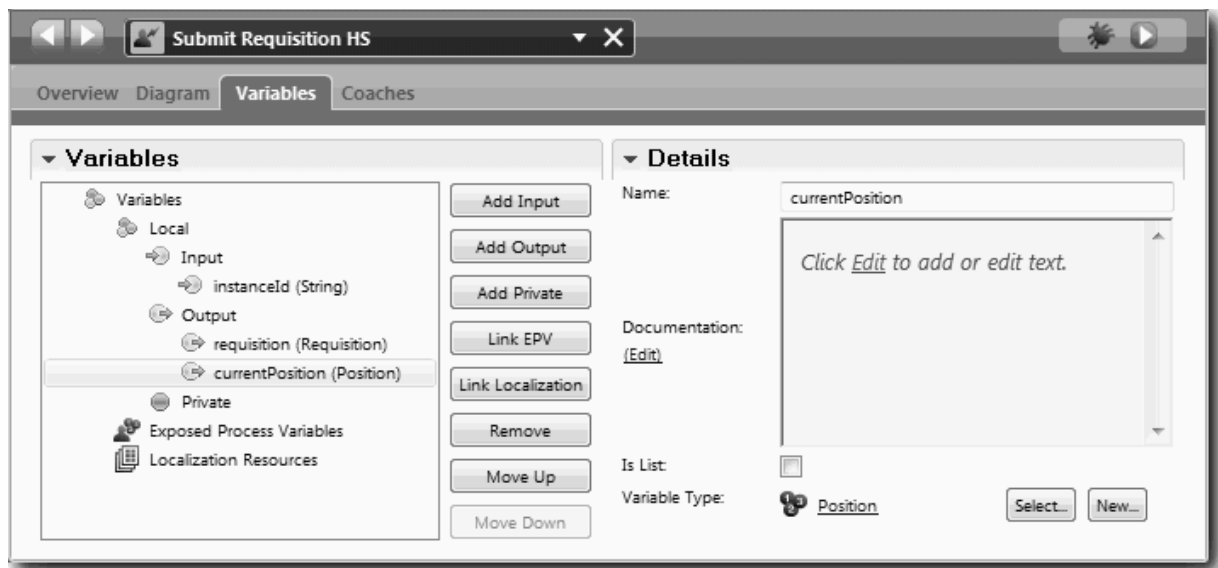 Submit Requisition HS
Overview Diagram Variables Coaches
Variables
Variables
Local
Input
instanceId (String)
Output
requisition (Requisition)
currentPosition (Position)
Private
Exposed Process Variables
Localization Resources
Add Input
Add Output
Add Private
Link EPV
Link Localization
Remove
Move Up
Move Down
Details
Name: currentPosition
Click Edit to add or edit text.
Documentation:
(Edit)
Is List:
Variable Type: Position Select... New...